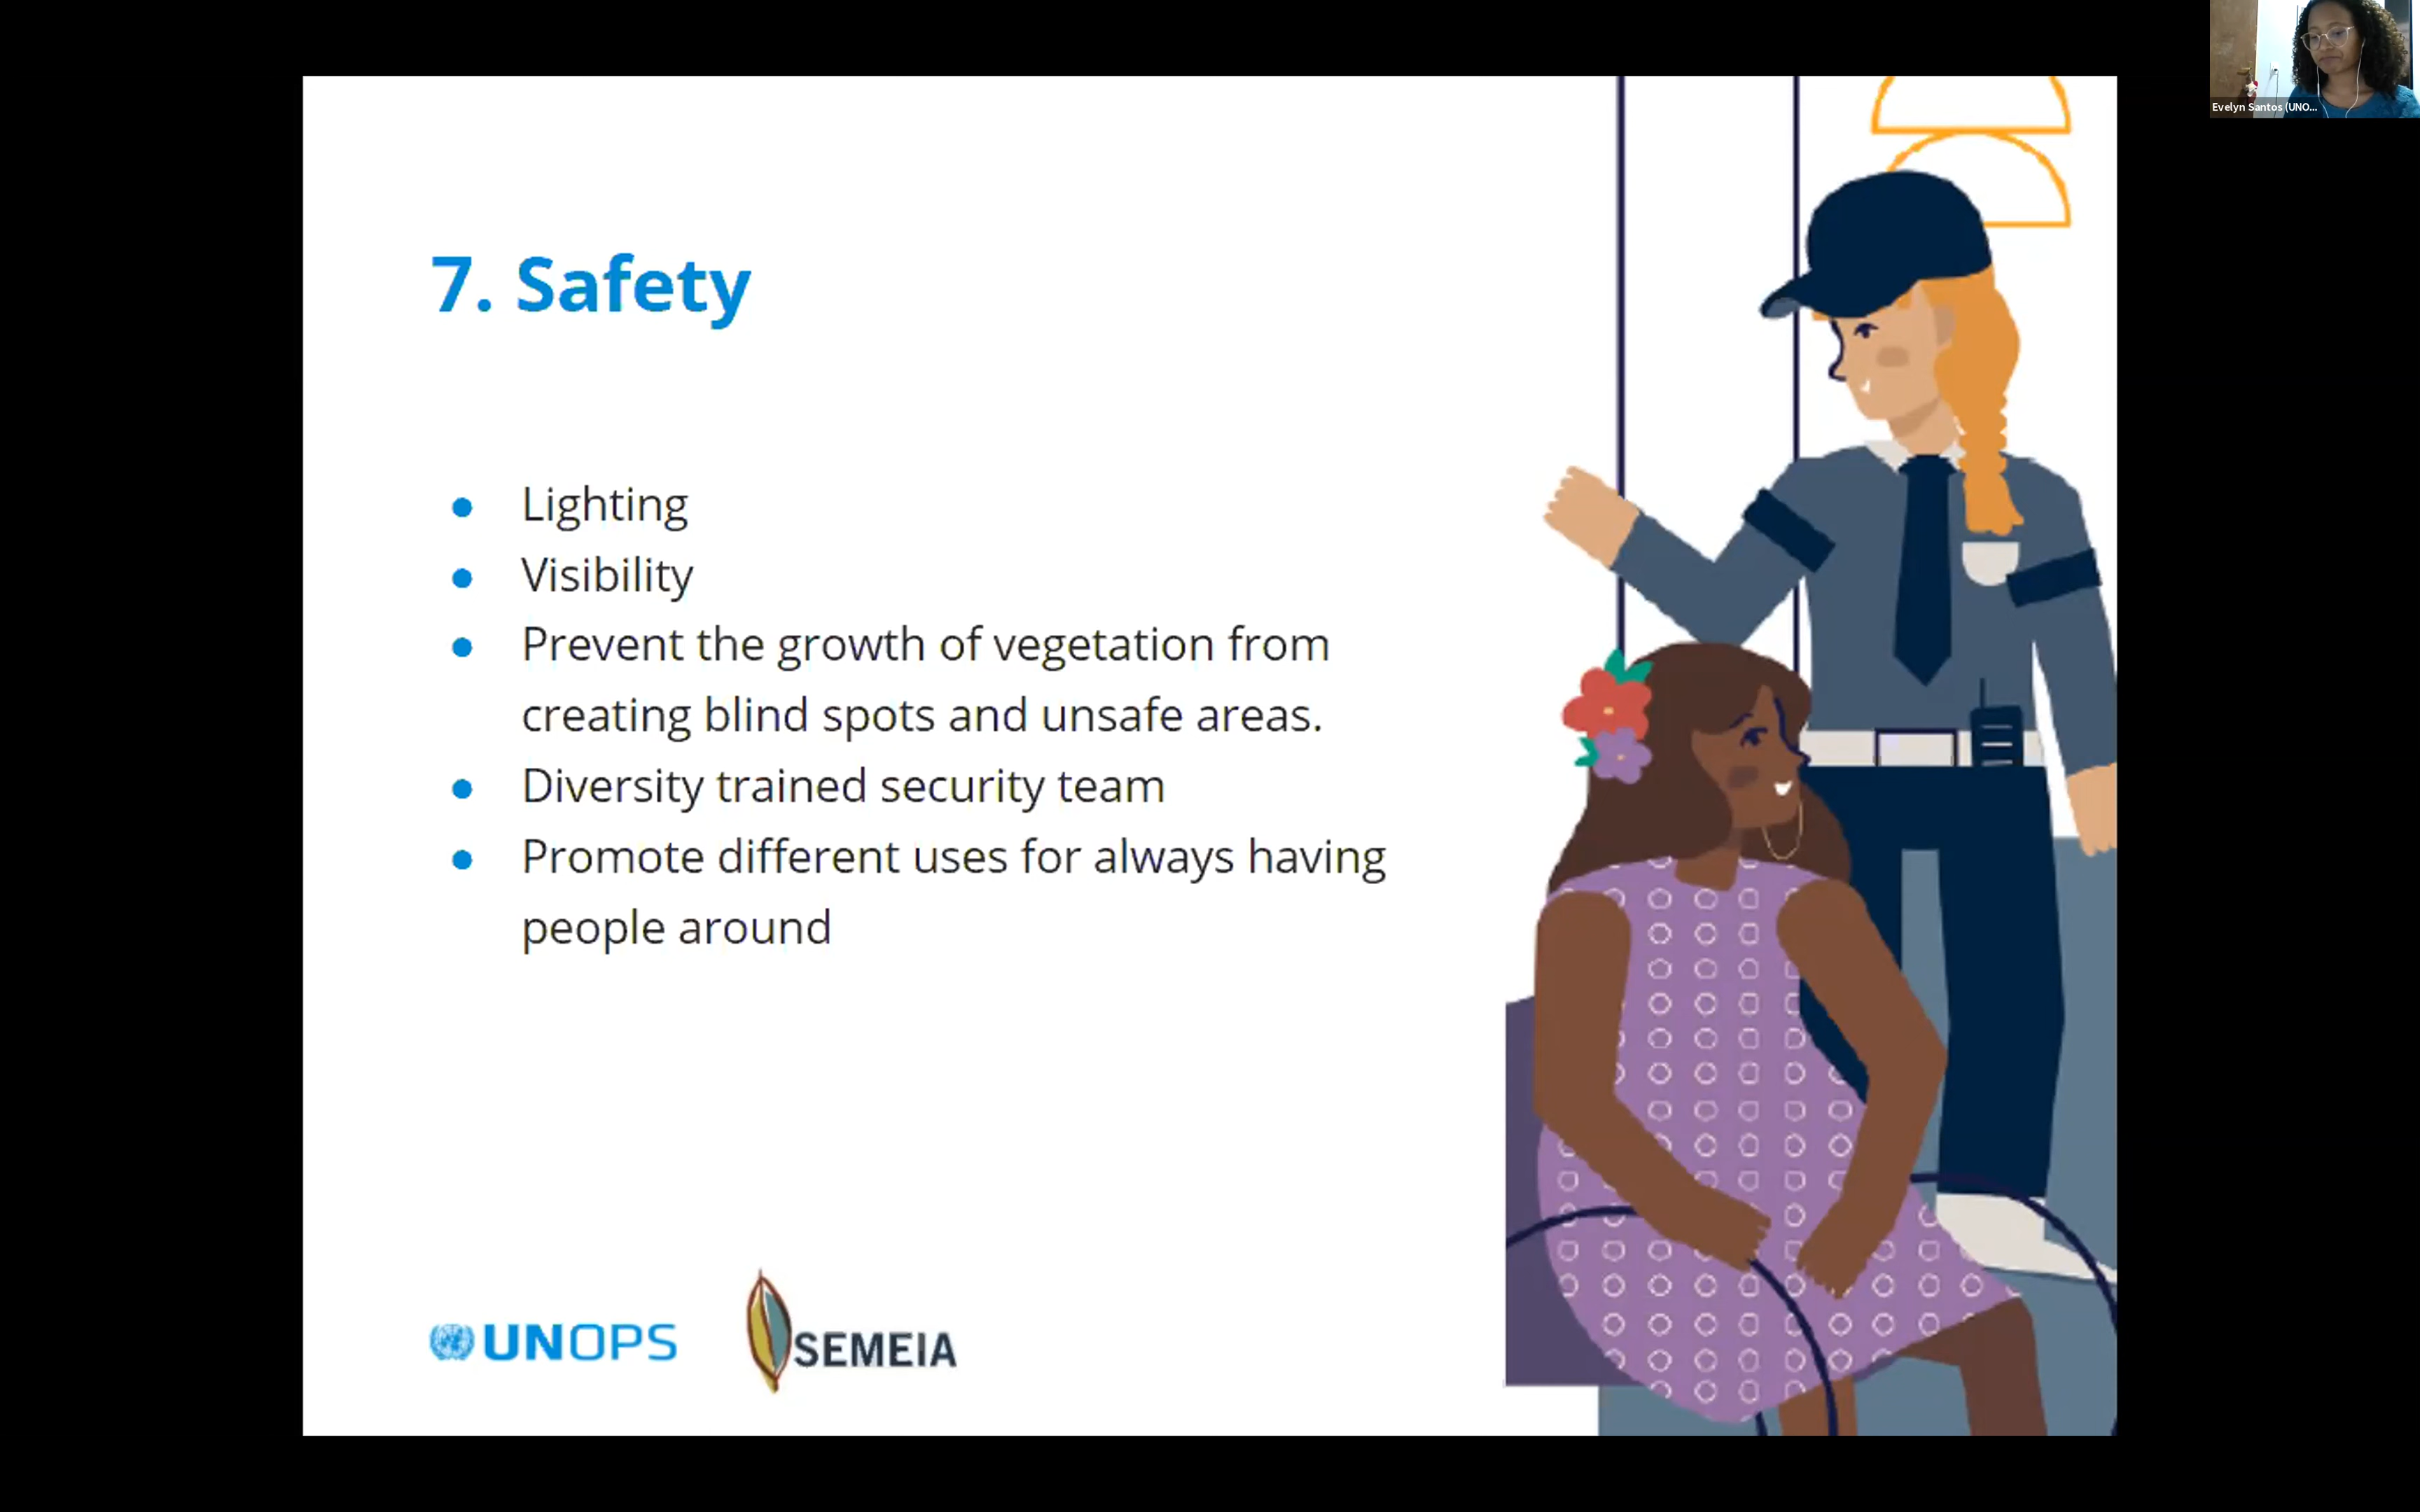 Evelyn Santos (UNO...
7. Safety
Lighting
Visibility
Prevent the growth of vegetation from
creating blind spots and unsafe areas.
Diversity trained security team
Promote different uses for always having
people around
UNOPS
SEMEIA